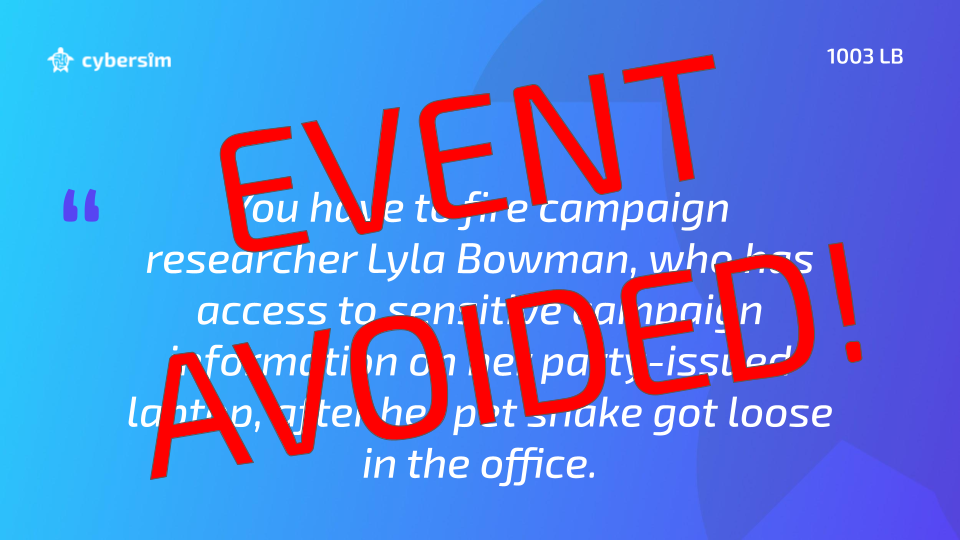 cybersim
1003 LB
EVENT
AVOIDED!
“
You have to fire campaign
researcher Lyla Bowman, who has
access to sensitive campaign
information on her party-issued
laptop, after her pet snake got loose
in the office.